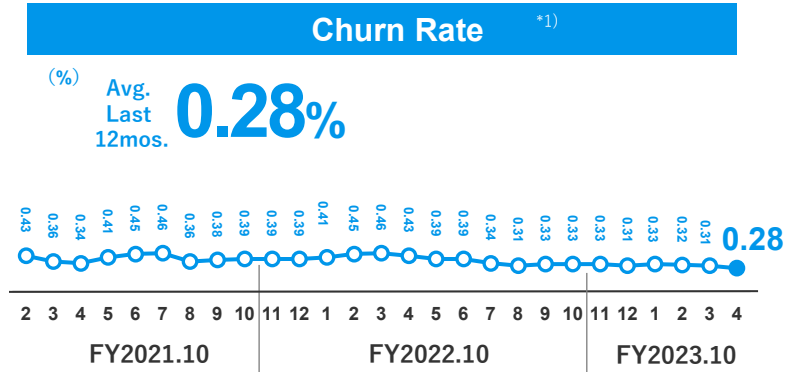 Churn Rate *1)
（%）
Avg.
Last
12mos.
0.28%
0.43 0.36 0.34 0.41 0.45 0.46 0.36 0.38 0.39 0.39 0.39 0.41 0.45 0.46 0.43 0.39 0.39 0.34 0.31 0.33 0.33 0.33 0.31 0.33 0.32 0.31 0.28
2 3 4 5 6 7 8 9 10 11 12 1 2 3 4 5 6 7 8 9 10 11 12 1 2 3 4
FY2021.10 FY2022.10 FY2023.10